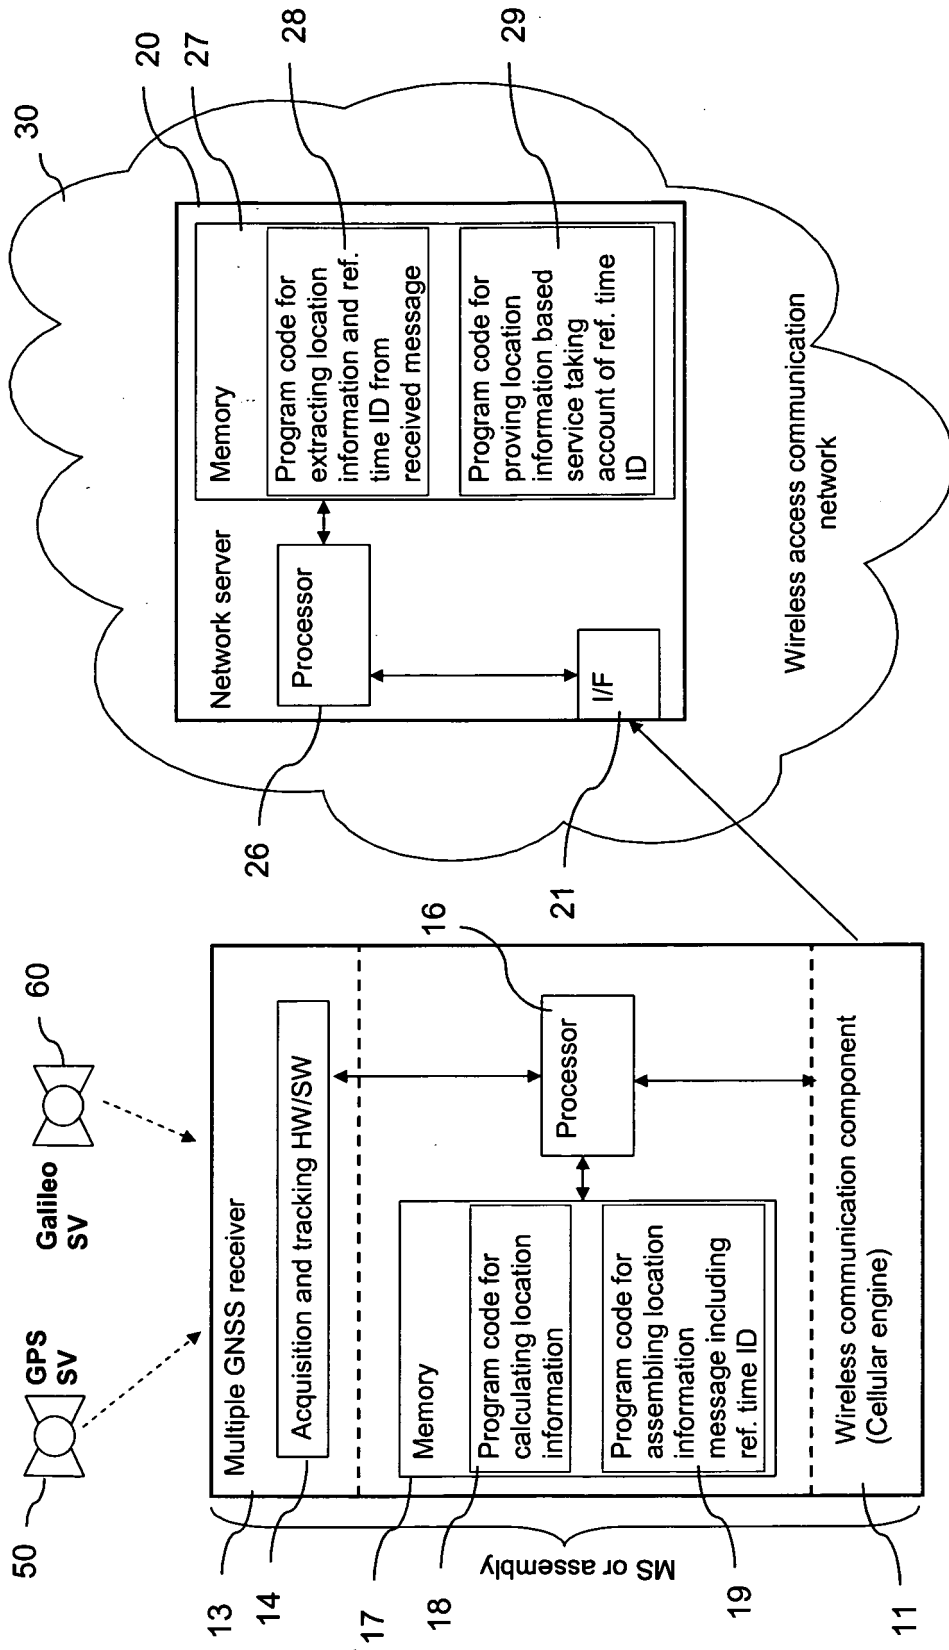 50
GPS
SV
Galileo
SV
60
13
14
17
18
19
11
MS or assembly
Multiple GNSS receiver
Acquisition and tracking HW/SW
Memory
Program code for
calculating location
information
Program code for
assembling location
information
message including
ref. time ID
Processor
16
Wireless communication component
(Cellular engine)
30
20
27
28
29
26
21
Network server
Processor
I/F
Memory
Program code for
extracting location
information and ref.
time ID from
received message
Program code for
proving location
information based
service taking
account of ref. time
ID
Wireless access communication
network